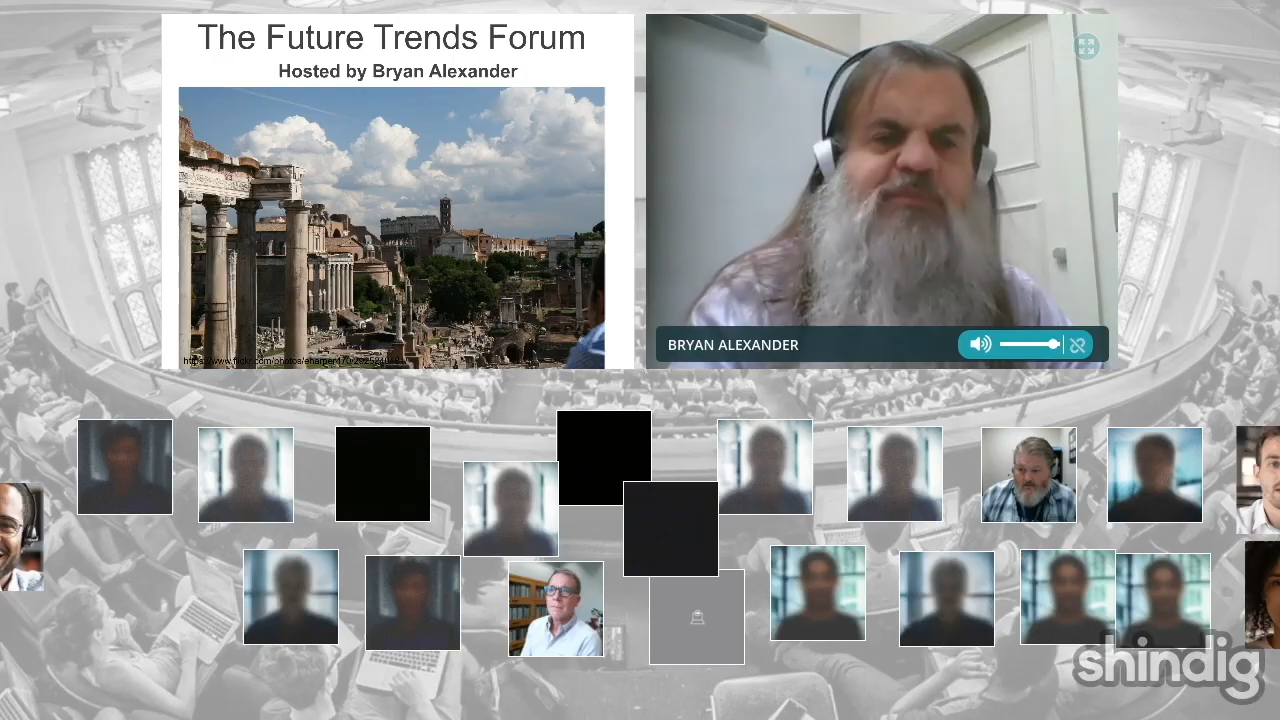 The Future Trends Forum
Hosted by Bryan Alexander
BRYAN ALEXANDER
shindig